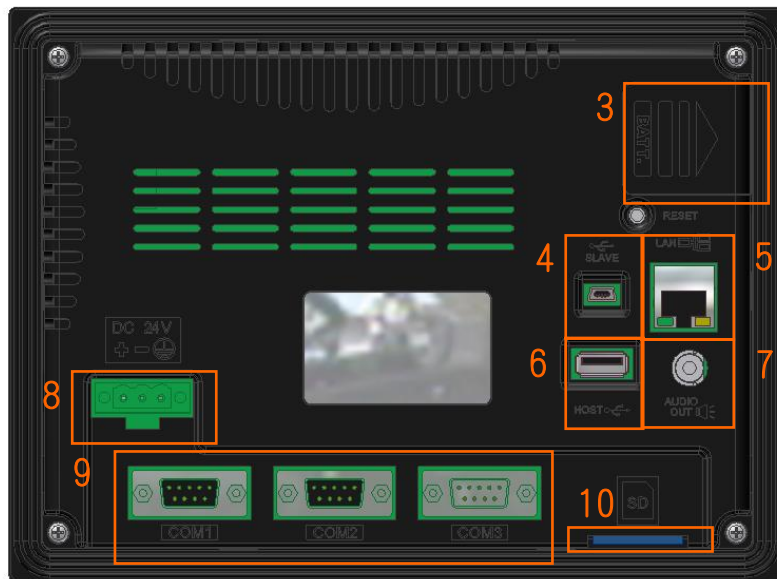 3
BATT.
RESET
4
SLAVE
LAN
5
DC 24V
6
7
HOST
AUDIO
OUT
8
9
COM1
COM2
COM3
10
SD